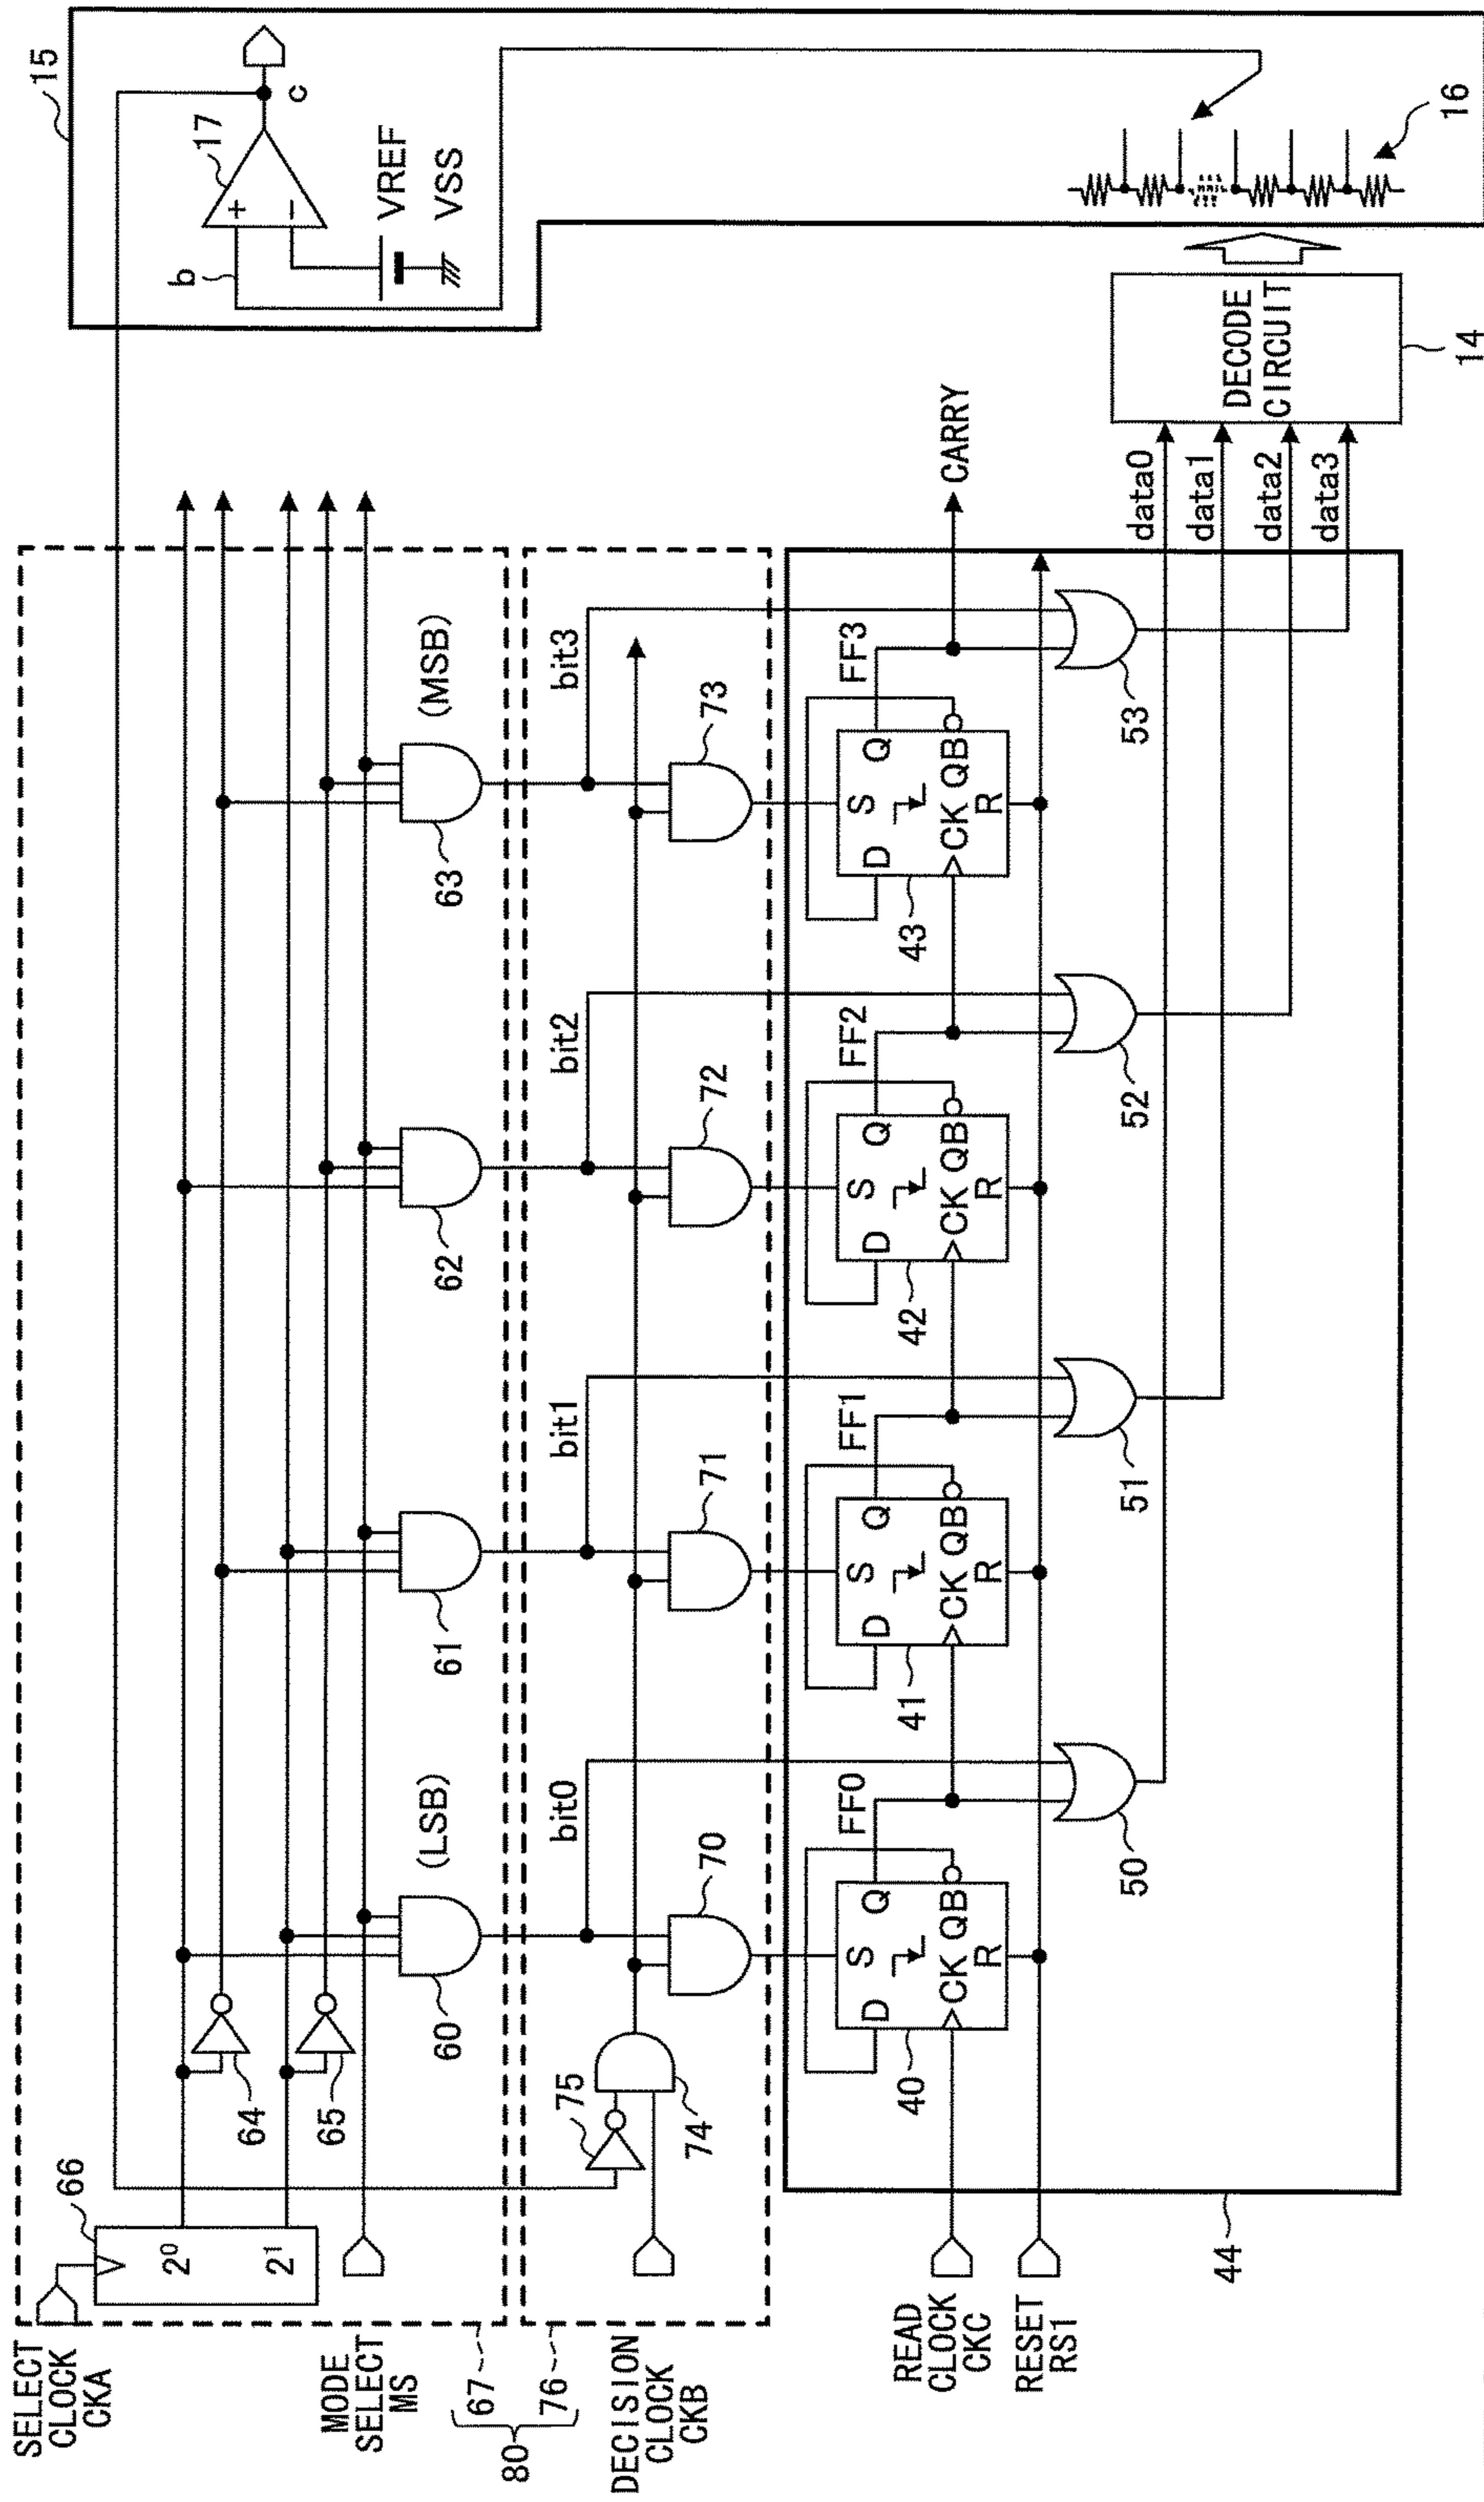 SELECT
CLOCK
CKA
66
2⁰
2¹
64
65
MODE
SELECT
MS
67
76
80
60
(LSB)
61
62
63
(MSB)
DECISION
CLOCK
CKB
75
74
bit0
70
bit1
71
bit2
72
bit3
73
READ
CLOCK
CKC
RESET
RS1
44
40
D
S
Q
CK
QB
R
FF0
41
D
S
Q
CK
QB
R
FF1
42
D
S
Q
CK
QB
R
FF2
43
D
S
Q
CK
QB
R
FF3
CARRY
50
51
52
53
data0
data1
data2
data3
DECODE
CIRCUIT
14
15
17
+
−
b
c
VREF
VSS
16